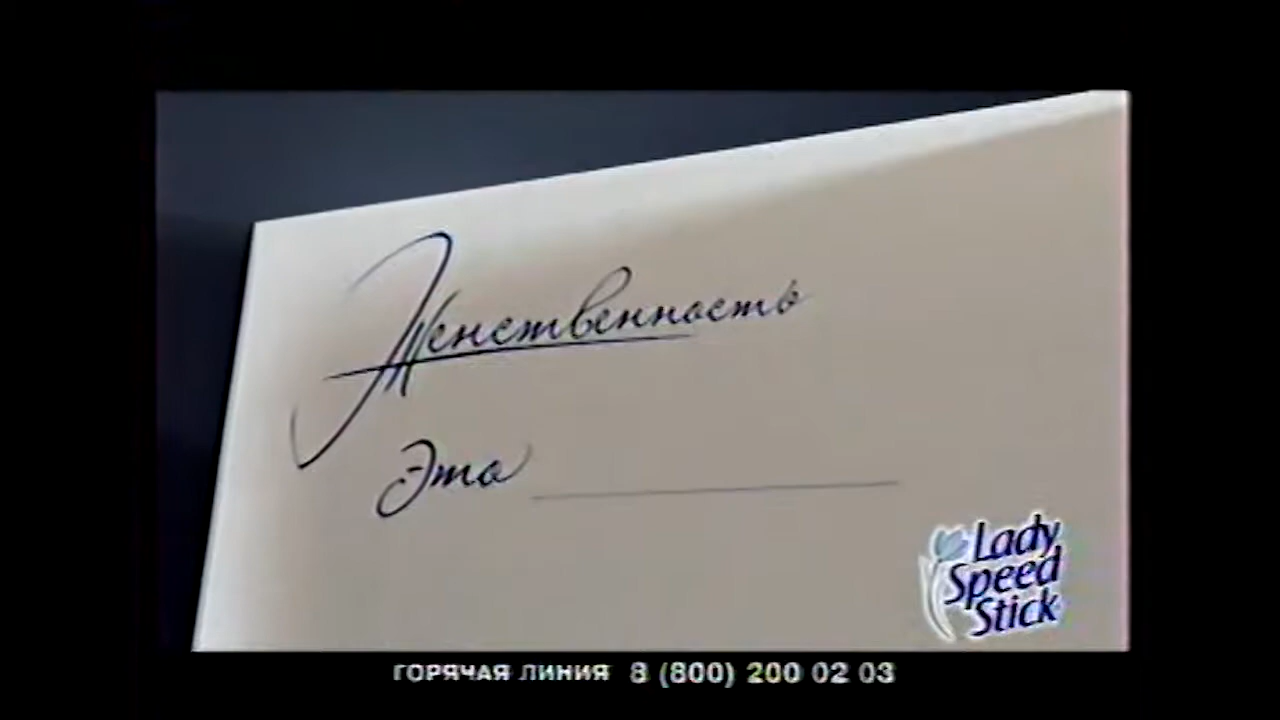 Женственность
Это
Lady
Speed
Stick
ГОРЯЧАЯ ЛИНИЯ 8 (800) 200 02 03